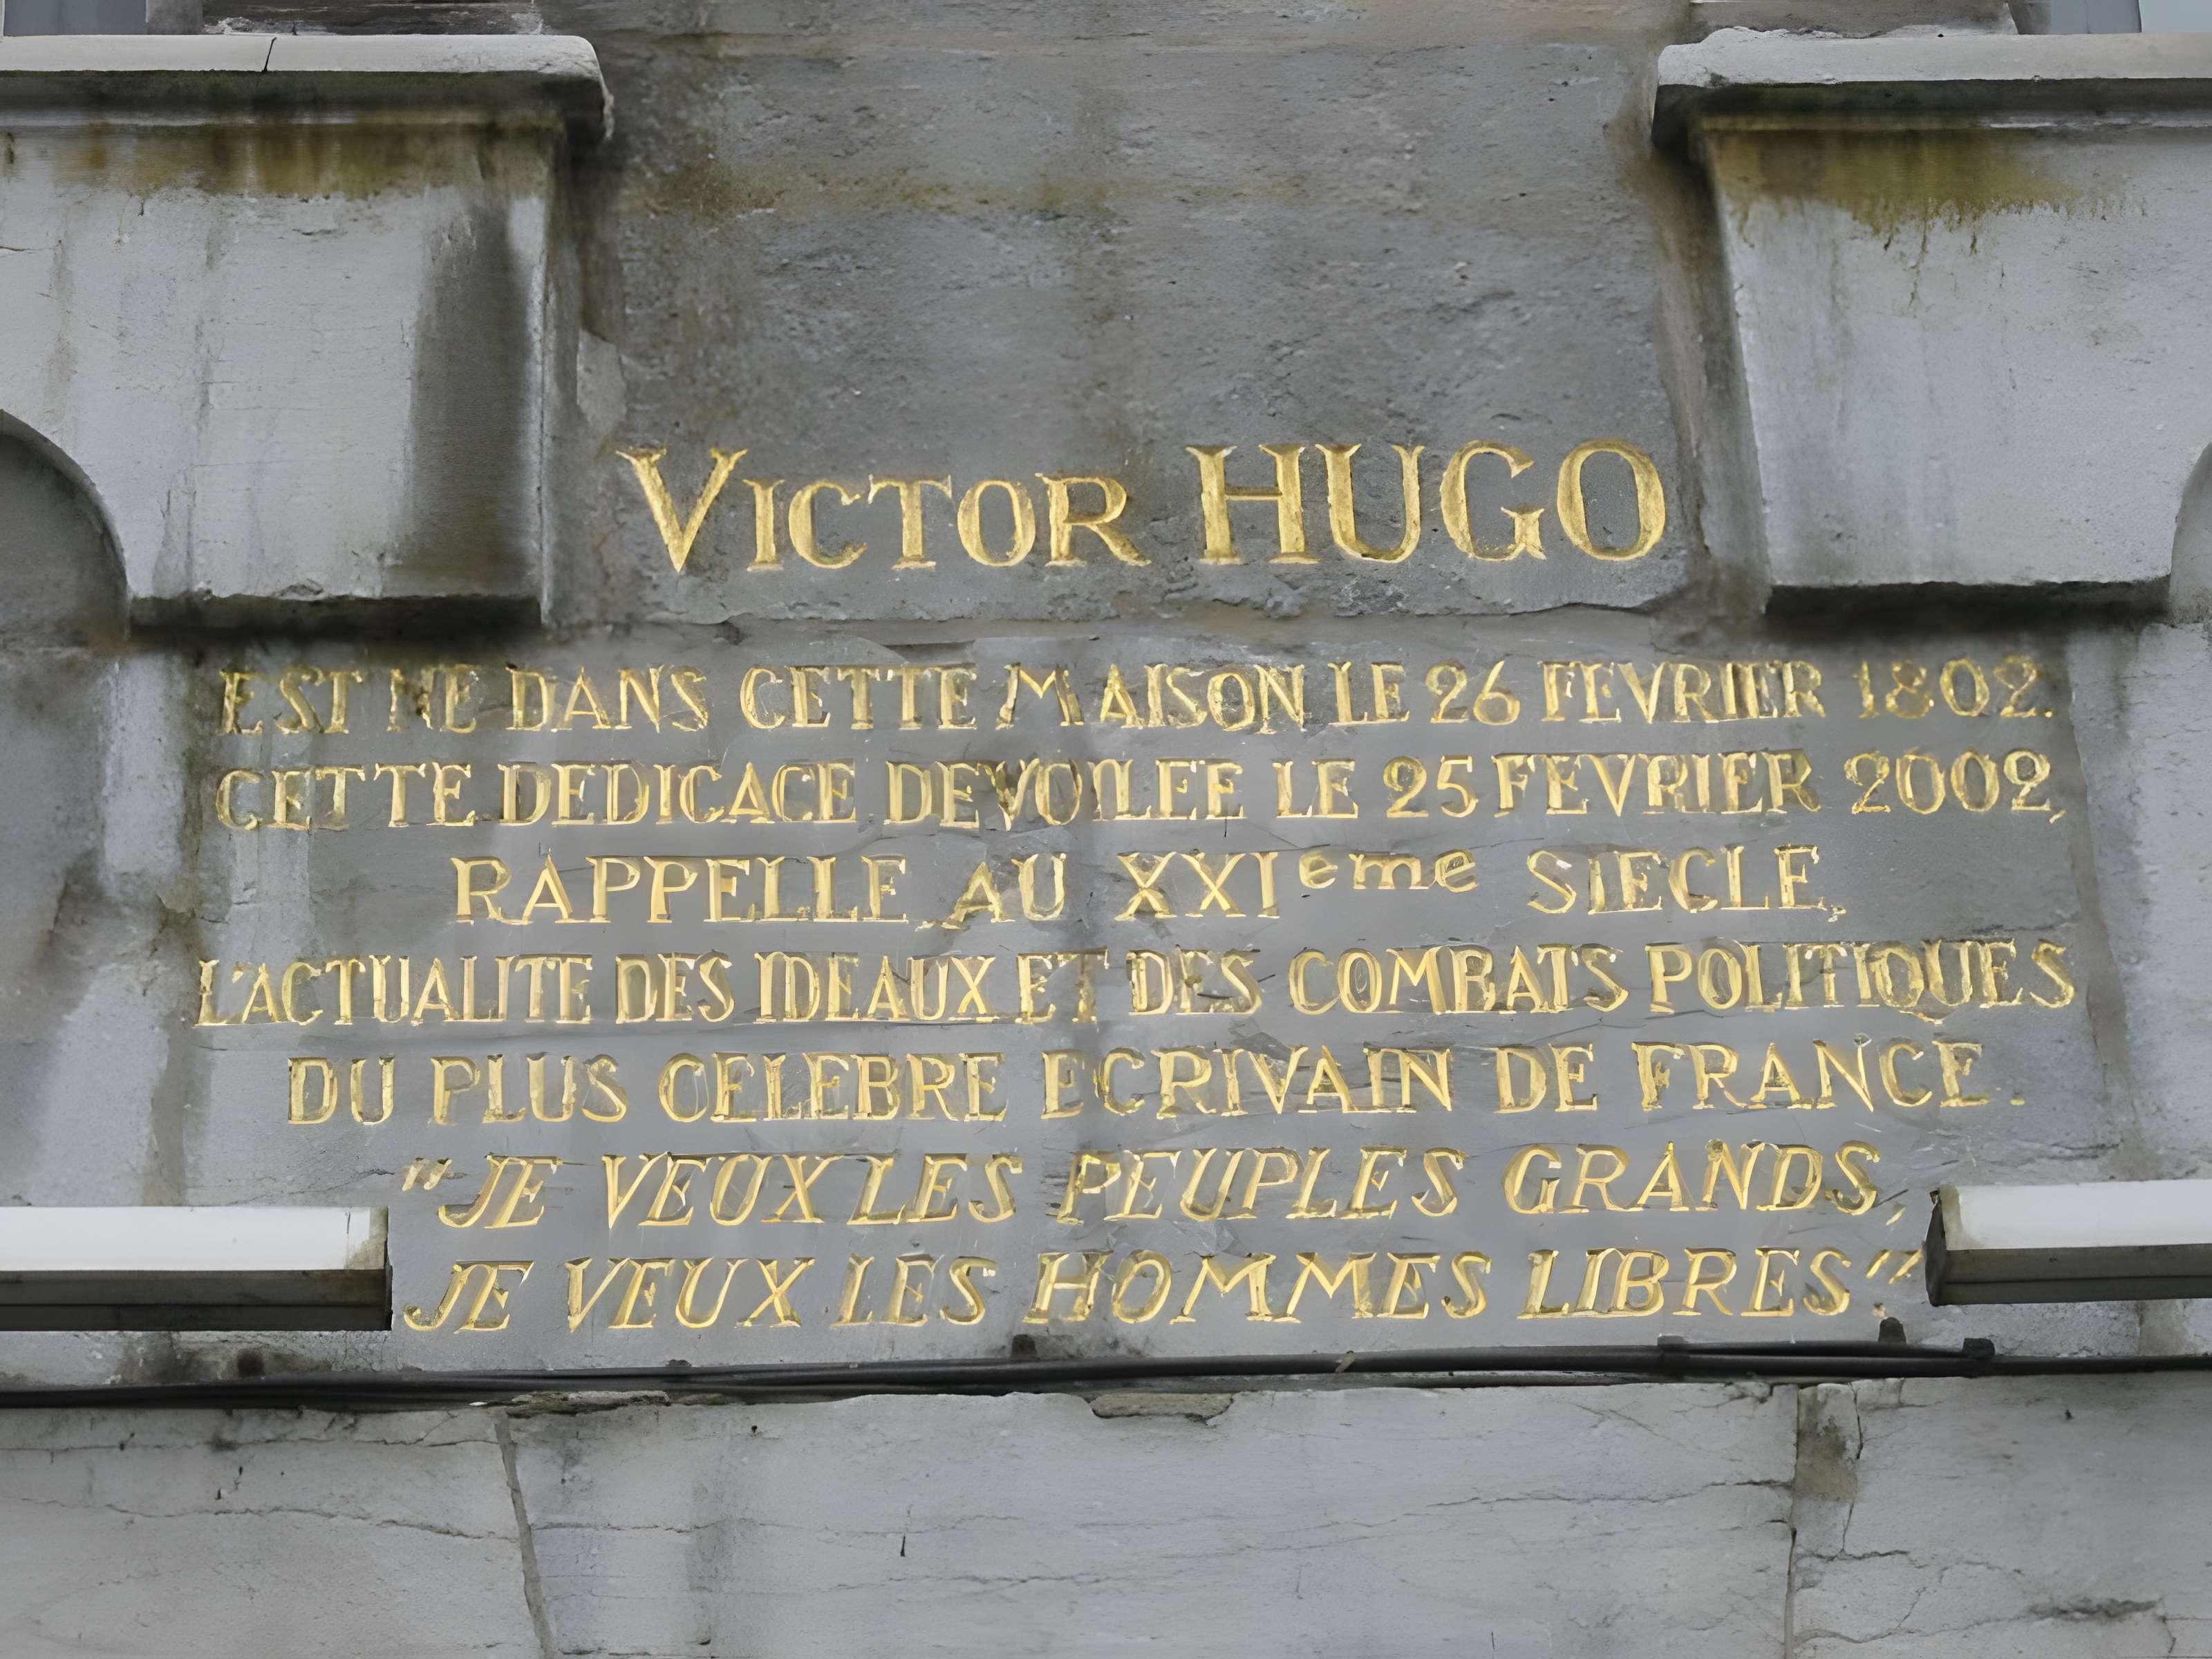 VICTOR HUGO
EST NE DANS CETTE MAISON LE 26 FEVRIER 1802.
CETTE DEDICACE DEVOILEE LE 25 FEVRIER 2002,
RAPPELLE AU XXIeme SIECLE,
L'ACTUALITE DES IDEAUX ET DES COMBATS POLITIQUES
DU PLUS CELEBRE ECRIVAIN DE FRANCE.
"JE VEUX LES PEUPLES GRANDS,
JE VEUX LES HOMMES LIBRES".